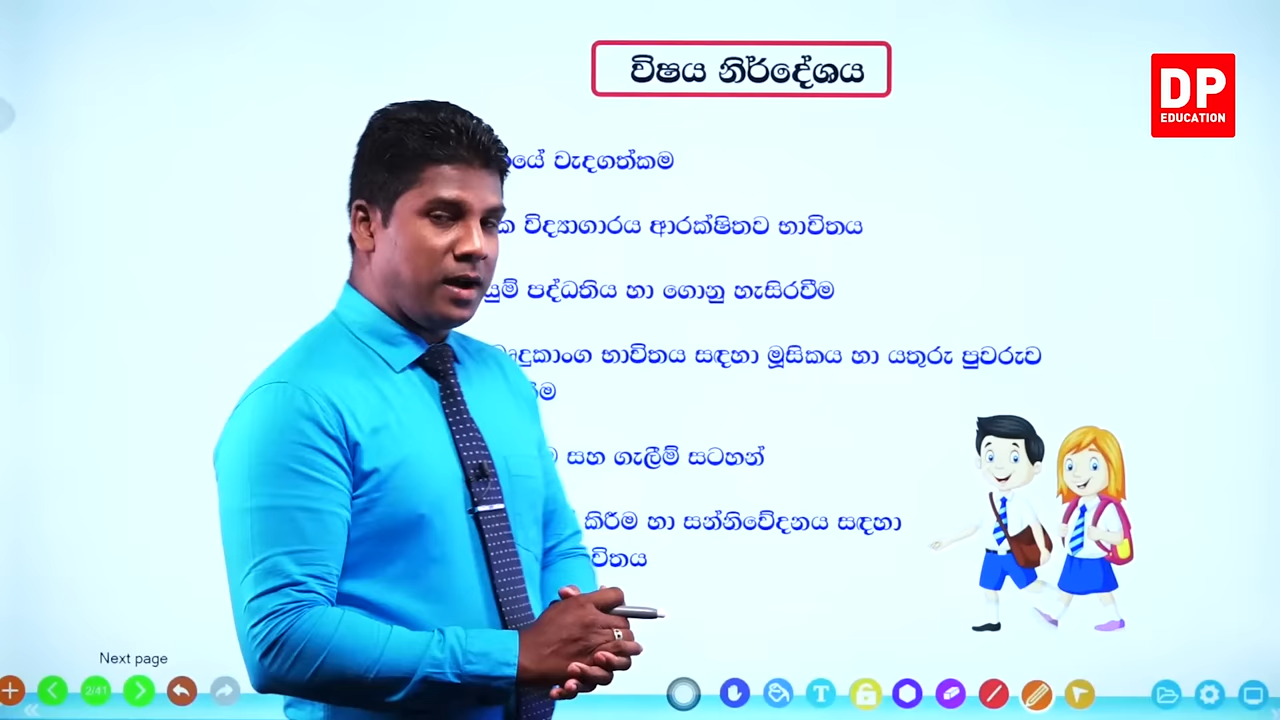 විෂය නිර්දේශය
DP
EDUCATION
වැදගත්කම
විද්‍යාගාරය ආරක්ෂිතව භාවිතය
පද්ධතිය හා ගොනු හැසිරවීම
භාවිතය සඳහා මූසිකය හා යතුරු පුවරුව
සහ ගැලීම් සටහන්
කිරීම හා සන්නිවේදනය සඳහා
Next page
2/41